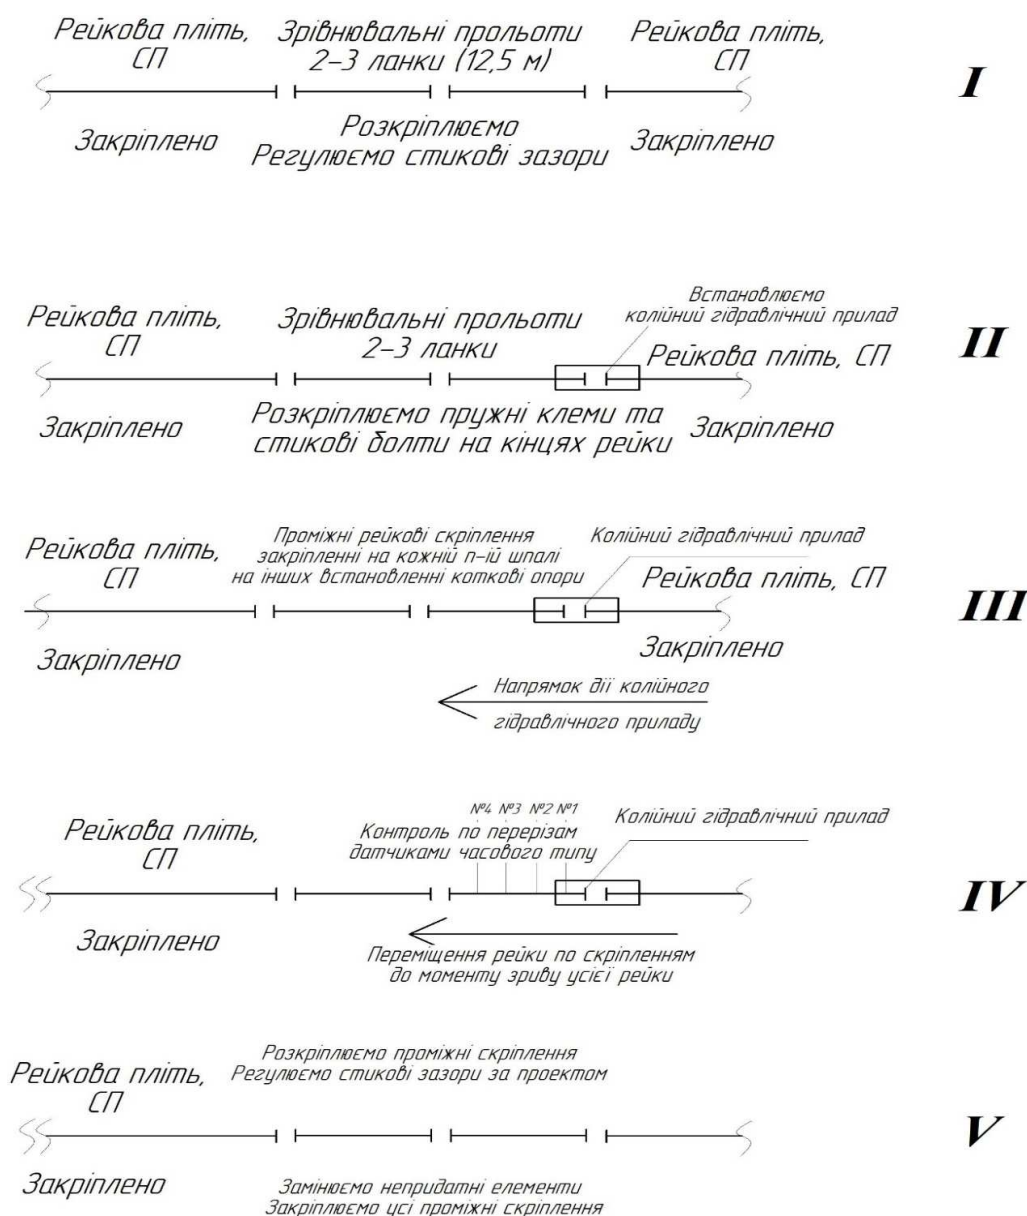 Рейкова пліть,
СП
Зрівнювальні прольоти
2-3 ланки (12,5 м)
Рейкова пліть,
СП
I
Закріплено
Розкріплюємо
Регулюємо стикові зазори
Закріплено
Рейкова пліть,
СП
Зрівнювальні прольоти
2-3 ланки
Встановлюємо
колійний гідравлічний прилад
Рейкова пліть, СП
II
Закріплено
Розкріплюємо пружні клеми та
стикові болти на кінцях рейки
Закріплено
Рейкова пліть,
СП
Проміжні рейкові скріплення
закріпленні на кожній п-ій шпалі
на інших встановленні коткові опори
Колійний гідравлічний прилад
Рейкова пліть, СП
III
Закріплено
Закріплено
Напрямок дії колійного
гідравлічного приладу
Рейкова пліть,
СП
№4 №3 №2 №1
Контроль по перерізам
датчиками часового типу
Колійний гідравлічний прилад
IV
Закріплено
Переміщення рейки по скріпленням
до моменту зриву усієї рейки
Рейкова пліть,
СП
Розкріплюємо проміжні скріплення
Регулюємо стикові зазори за проектом
V
Закріплено
Замінюємо непридатні елементи
Закріплюємо усі проміжні скріплення